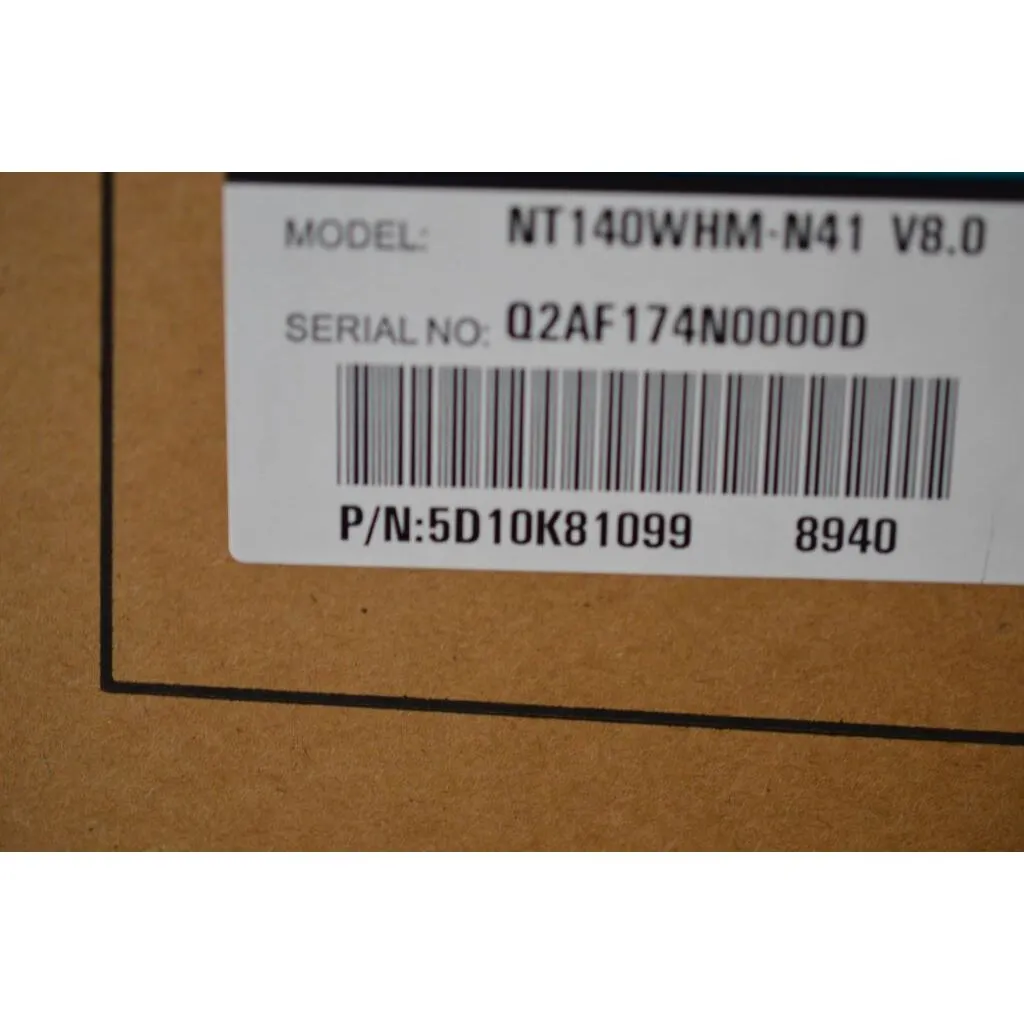 MODEL: NT140WHM-N41 V8.0
SERIAL NO: Q2AF174N0000D
P/N:5D10K81099 8940